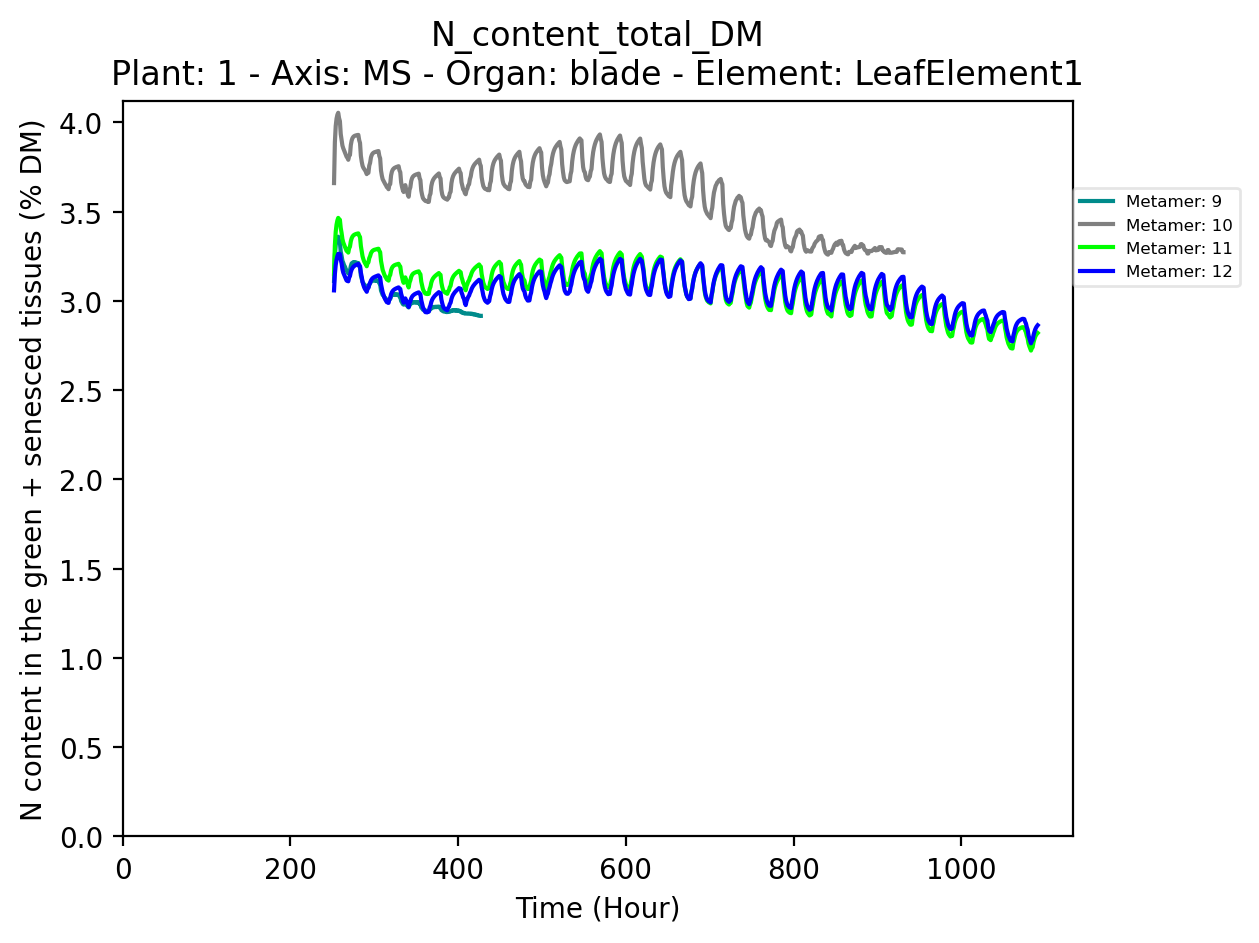 N_content_total_DM
Plant: 1 - Axis: MS - Organ: blade - Element: LeafElement1
N content in the green + senesced tissues (% DM)
4.0
3.5
3.0
2.5
2.0
1.5
1.0
0.5
0.0
0 200 400 600 800 1000
Time (Hour)
Metamer: 9
Metamer: 10
Metamer: 11
Metamer: 12